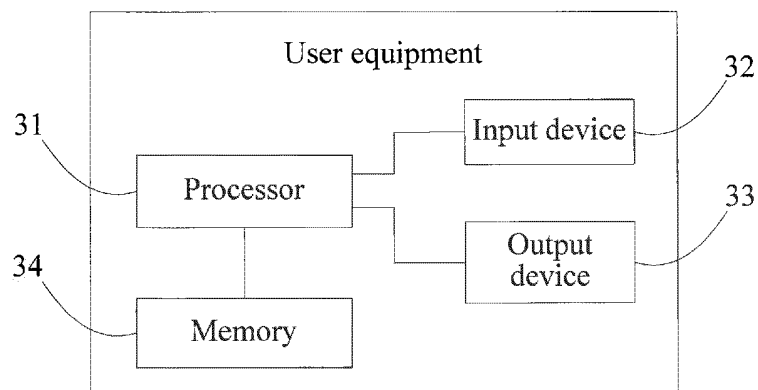 User equipment
32
Input device
31
Processor
33
Output
device
34
Memory